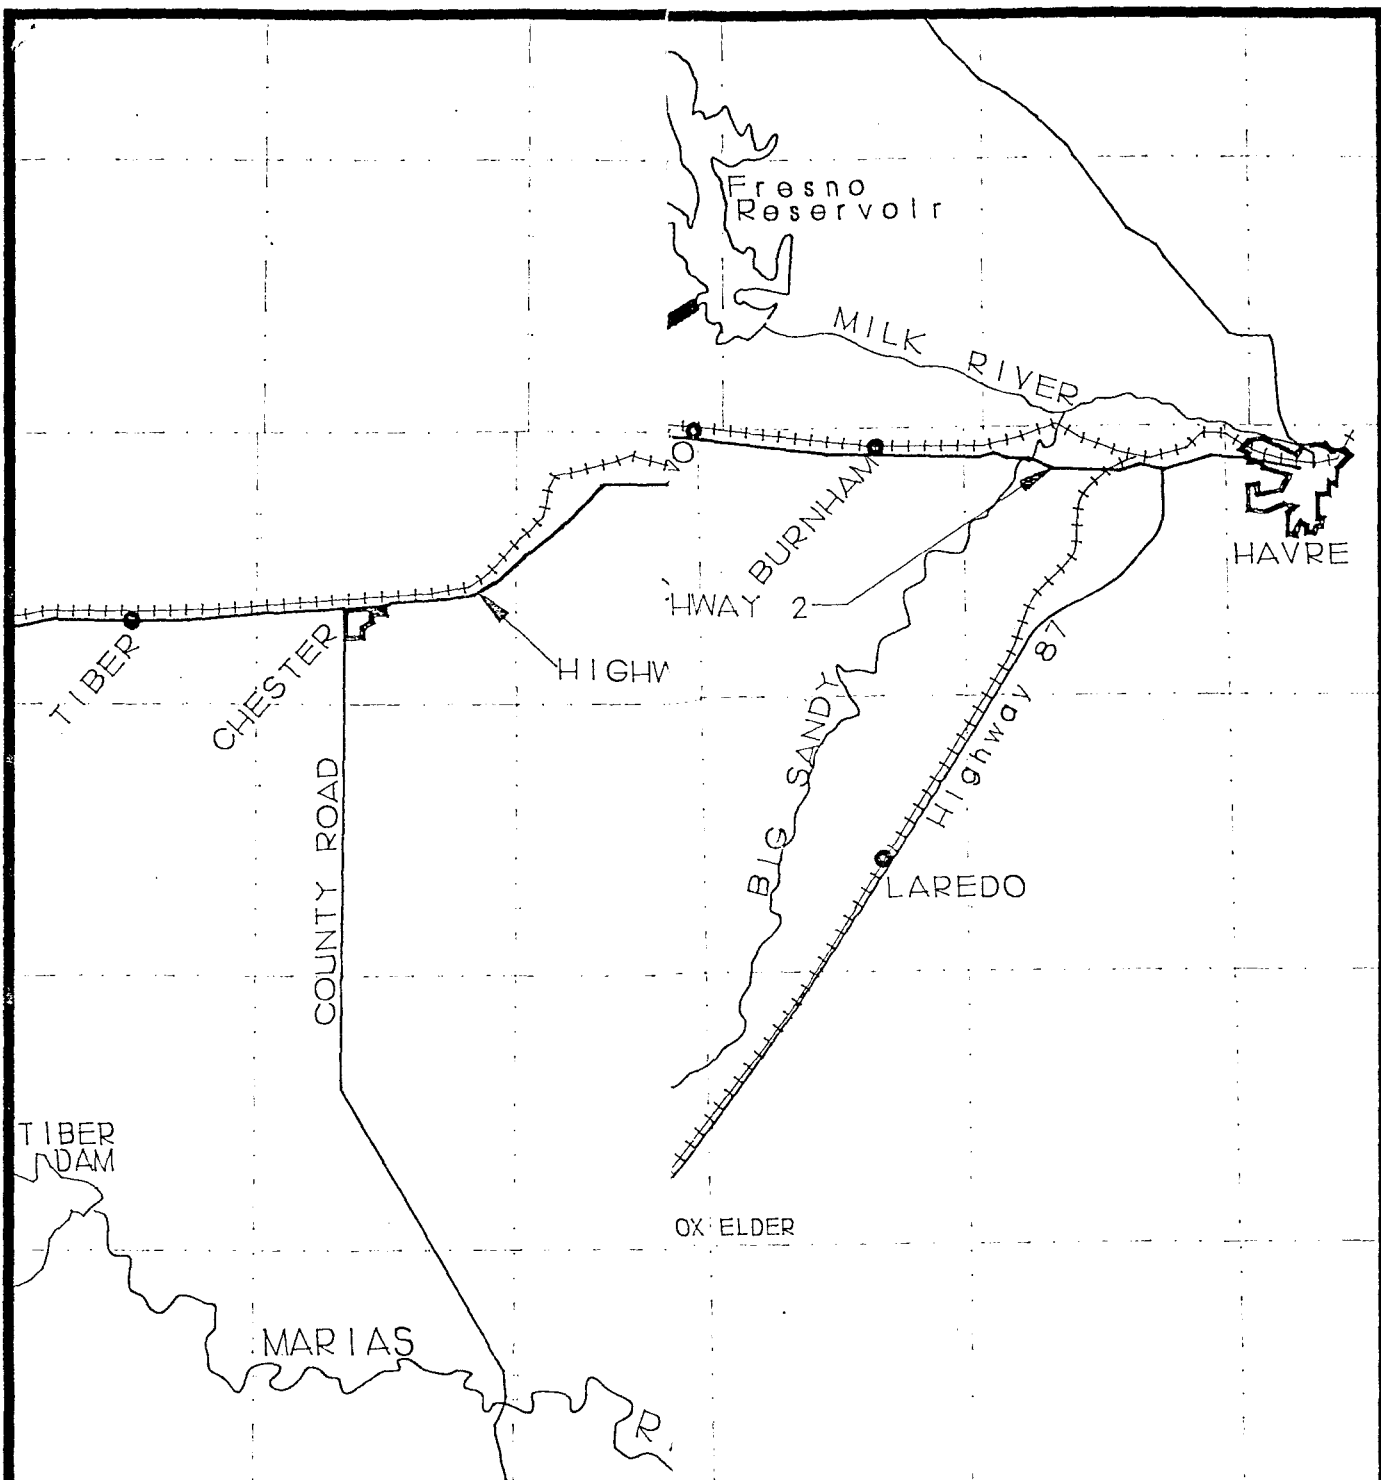 Fresno
Reservoir
MILK RIVER
BURNHAM
HAVRE
HWAY 2
HIGHW
TIBER
CHESTER
Highway 87
BIG SANDY
COUNTY ROAD
LAREDO
TIBER
DAM
OX ELDER
MARIAS
R